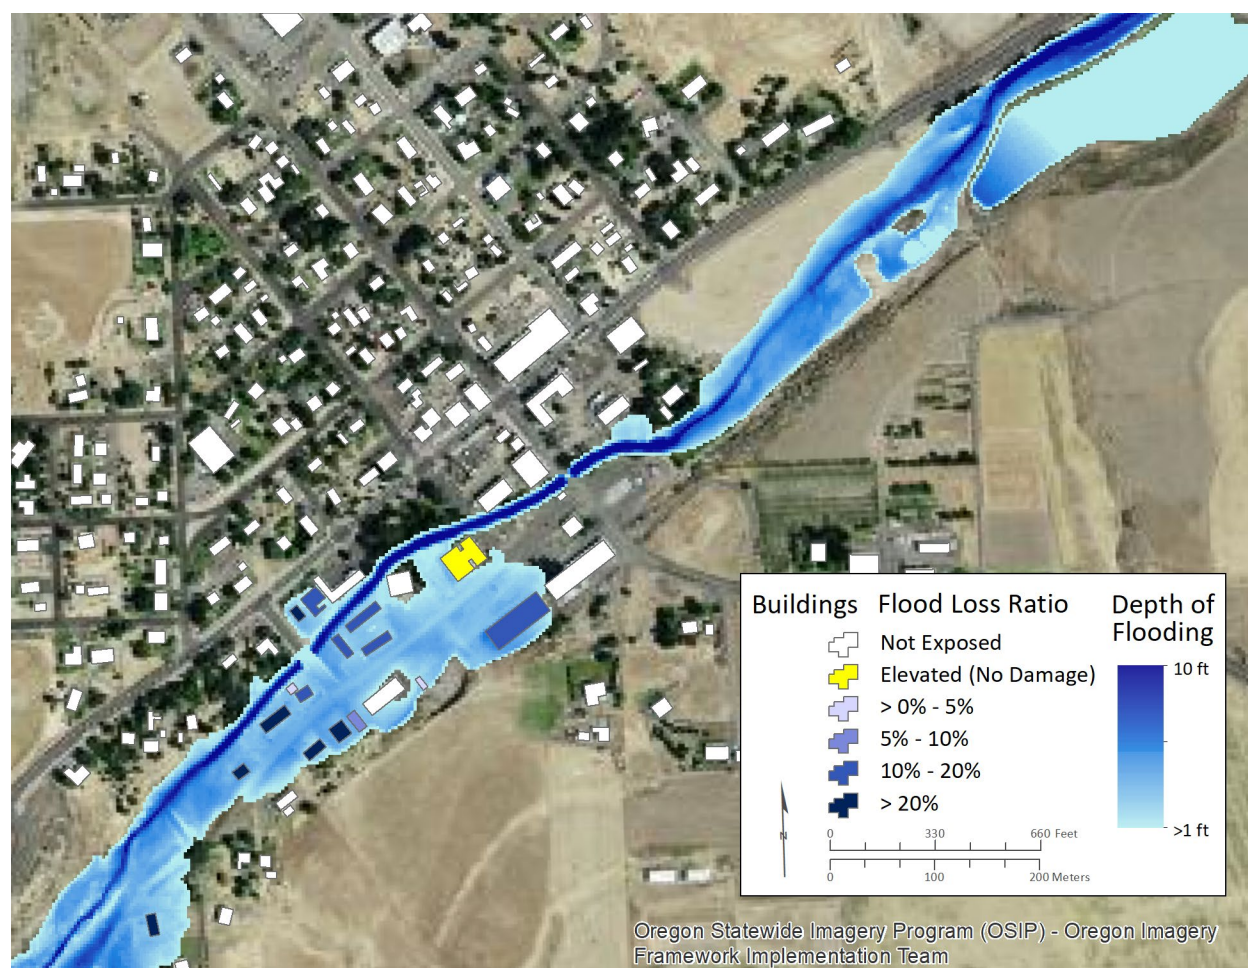 Buildings Flood Loss Ratio
Depth of
Flooding
Not Exposed
Elevated (No Damage)
> 0% - 5%
5% - 10%
10% - 20%
> 20%
10 ft
>1 ft
N
0 330 660 Feet
0 100 200 Meters
Oregon Statewide Imagery Program (OSIP) - Oregon Imagery
Framework Implementation Team